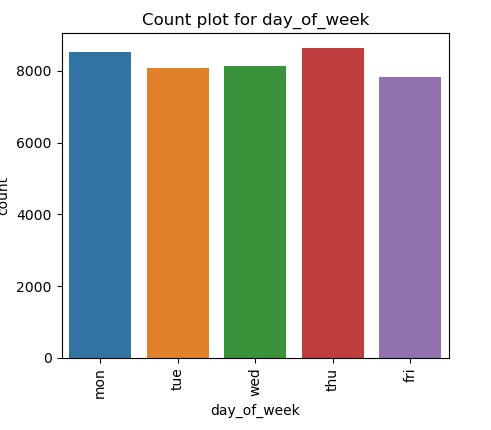 Count plot for day_of_week
8000
6000
4000
2000
0
count
mon
tue
wed
thu
fri
day_of_week